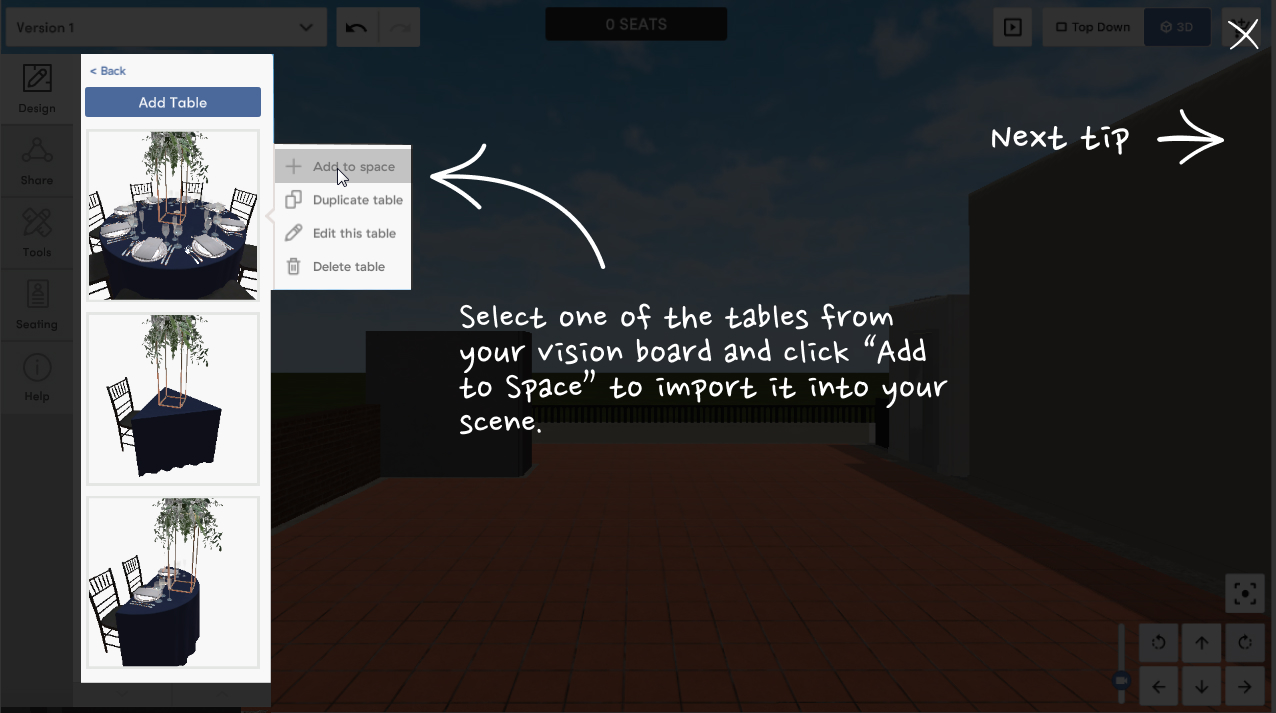 Version 1
0 SEATS
Top Down
3D
Design
Share
Tools
Seating
Help
< Back
Add Table
Add to space
Duplicate table
Edit this table
Delete table
Next tip
Select one of the tables from
your vision board and click “Add
to Space” to import it into your
scene.